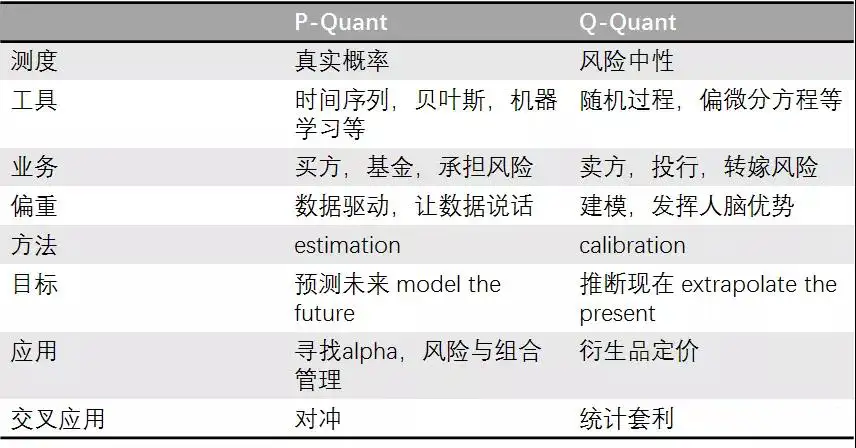 P-Quant Q-Quant
测度 真实概率 风险中性
工具 时间序列，贝叶斯，机器 随机过程，偏微分方程等
学习等
业务 买方，基金，承担风险 卖方，投行，转嫁风险
偏重 数据驱动，让数据说话 建模，发挥人脑优势
方法 estimation calibration
目标 预测未来 model the 推断现在 extrapolate the
future present
应用 寻找alpha，风险与组合 衍生品定价
管理
交叉应用 对冲 统计套利